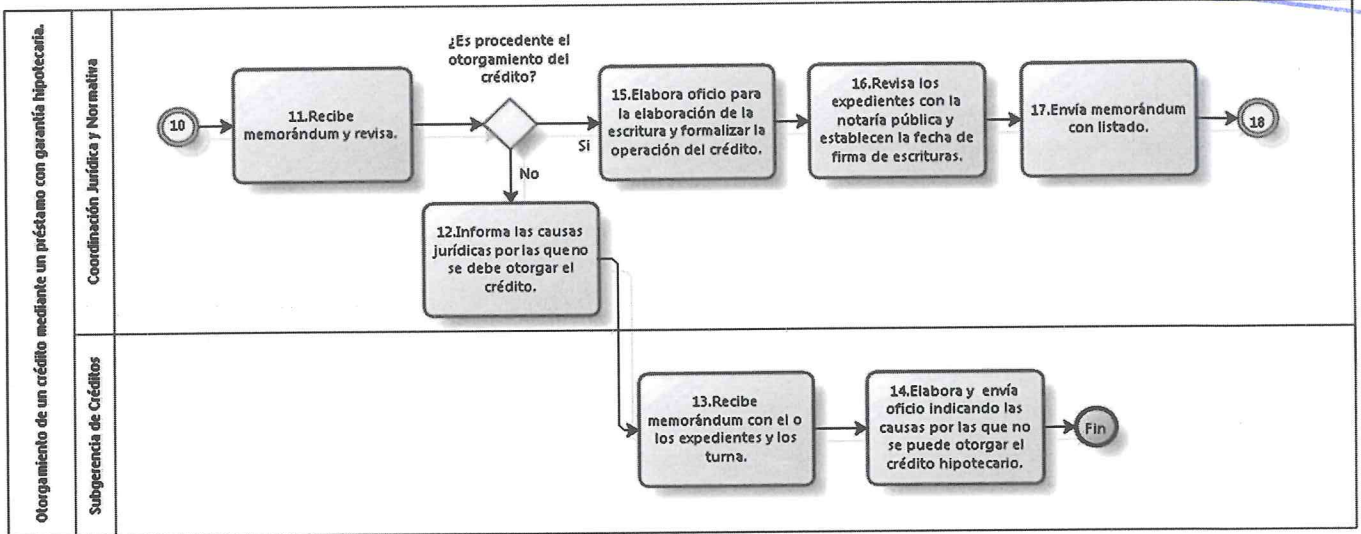 Otorgamiento de un crédito mediante un préstamo con garantía hipotecaria.
Coordinación Jurídica y Normativa
10
11.Recibe
memorándum y revisa.
¿Es procedente el
otorgamiento del
crédito?
Si
No
15.Elabora oficio para
la elaboración de la
escritura y formalizar la
operación del crédito.
16.Revisa los
expedientes con la
notaría pública y
establecen la fecha de
firma de escrituras.
17.Envía memorándum
con listado.
18
12.Informa las causas
jurídicas por las que no
se debe otorgar el
crédito.
Subgerencia de Créditos
13.Recibe
memorándum con el o
los expedientes y los
turna.
14.Elabora y envía
oficio indicando las
causas por las que no
se puede otorgar el
crédito hipotecario.
Fin